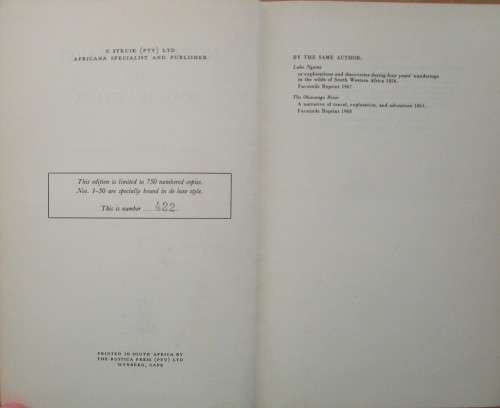 C STRUIK (PTY) LTD
AFRICANA SPECIALIST AND PUBLISHER
This edition is limited to 750 numbered copies.
Nos. 1-50 are specially bound in de luxe style.
This is number 422
PRINTED IN SOUTH AFRICA BY
THE RUSTICA PRESS (PTY) LTD
WYNBERG, CAPE
BY THE SAME AUTHOR:
Lake Ngami
or explorations and discoveries during four years' wanderings
in the wilds of South Western Africa 1856.
Facsimile Reprint 1967
The Okavango River
A narrative of travel, exploration, and adventure 1861.
Facsimile Reprint 1968